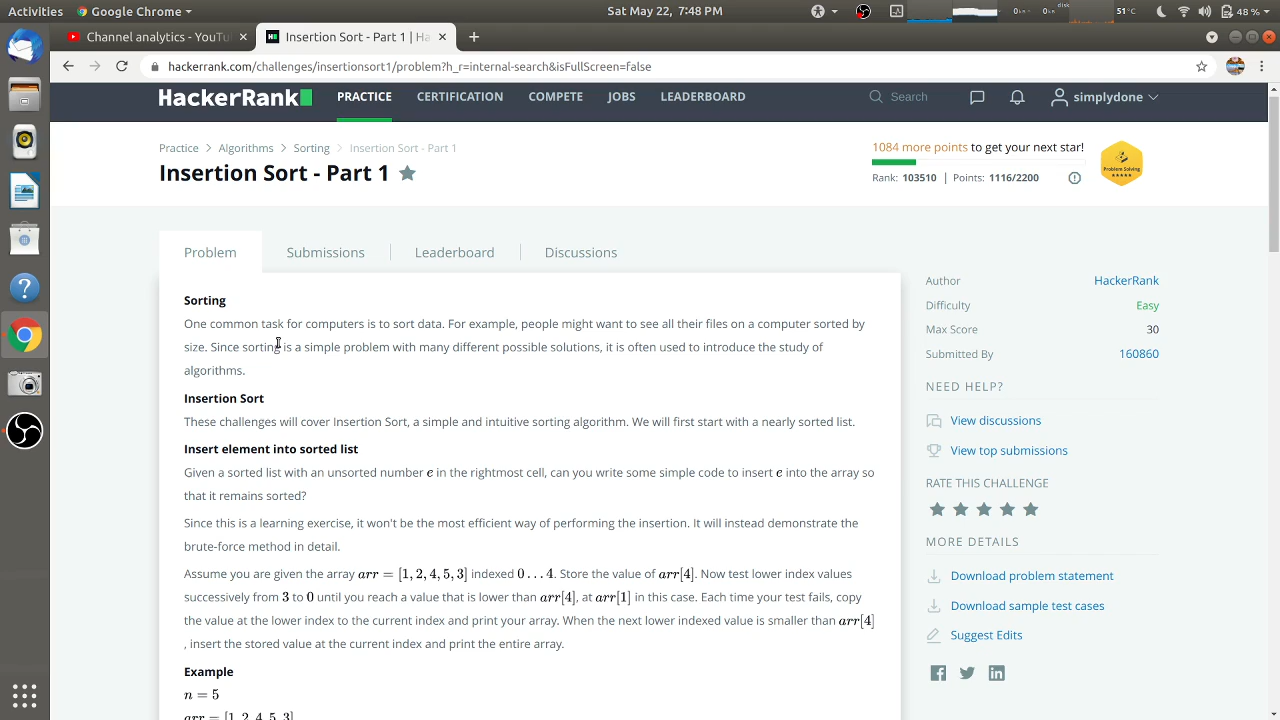 Activities Google Chrome Sat May 22, 7:48 PM 51°C 48 %
Channel analytics - YouTu Insertion Sort - Part 1 | Ha
hackerrank.com/challenges/insertionsort1/problem?h_r=internal-search&isFullScreen=false
HackerRank PRACTICE CERTIFICATION COMPETE JOBS LEADERBOARD Search simplydone
Practice > Algorithms > Sorting > Insertion Sort - Part 1
Insertion Sort - Part 1
1084 more points to get your next star!
Rank: 103510 | Points: 1116/2200
Problem Solving
Problem Submissions Leaderboard Discussions
Sorting
One common task for computers is to sort data. For example, people might want to see all their files on a computer sorted by
size. Since sorting is a simple problem with many different possible solutions, it is often used to introduce the study of
algorithms.
Insertion Sort
These challenges will cover Insertion Sort, a simple and intuitive sorting algorithm. We will first start with a nearly sorted list.
Insert element into sorted list
Given a sorted list with an unsorted number e in the rightmost cell, can you write some simple code to insert e into the array so
that it remains sorted?
Since this is a learning exercise, it won't be the most efficient way of performing the insertion. It will instead demonstrate the
brute-force method in detail.
Assume you are given the array arr = [1, 2, 4, 5, 3] indexed 0 . . . 4. Store the value of arr[4]. Now test lower index values
successively from 3 to 0 until you reach a value that is lower than arr[4], at arr[1] in this case. Each time your test fails, copy
the value at the lower index to the current index and print your array. When the next lower indexed value is smaller than arr[4]
, insert the stored value at the current index and print the entire array.
Example
n = 5
arr = [1, 2, 4, 5, 3]
Author HackerRank
Difficulty Easy
Max Score 30
Submitted By 160860
NEED HELP?
View discussions
View top submissions
RATE THIS CHALLENGE
MORE DETAILS
Download problem statement
Download sample test cases
Suggest Edits